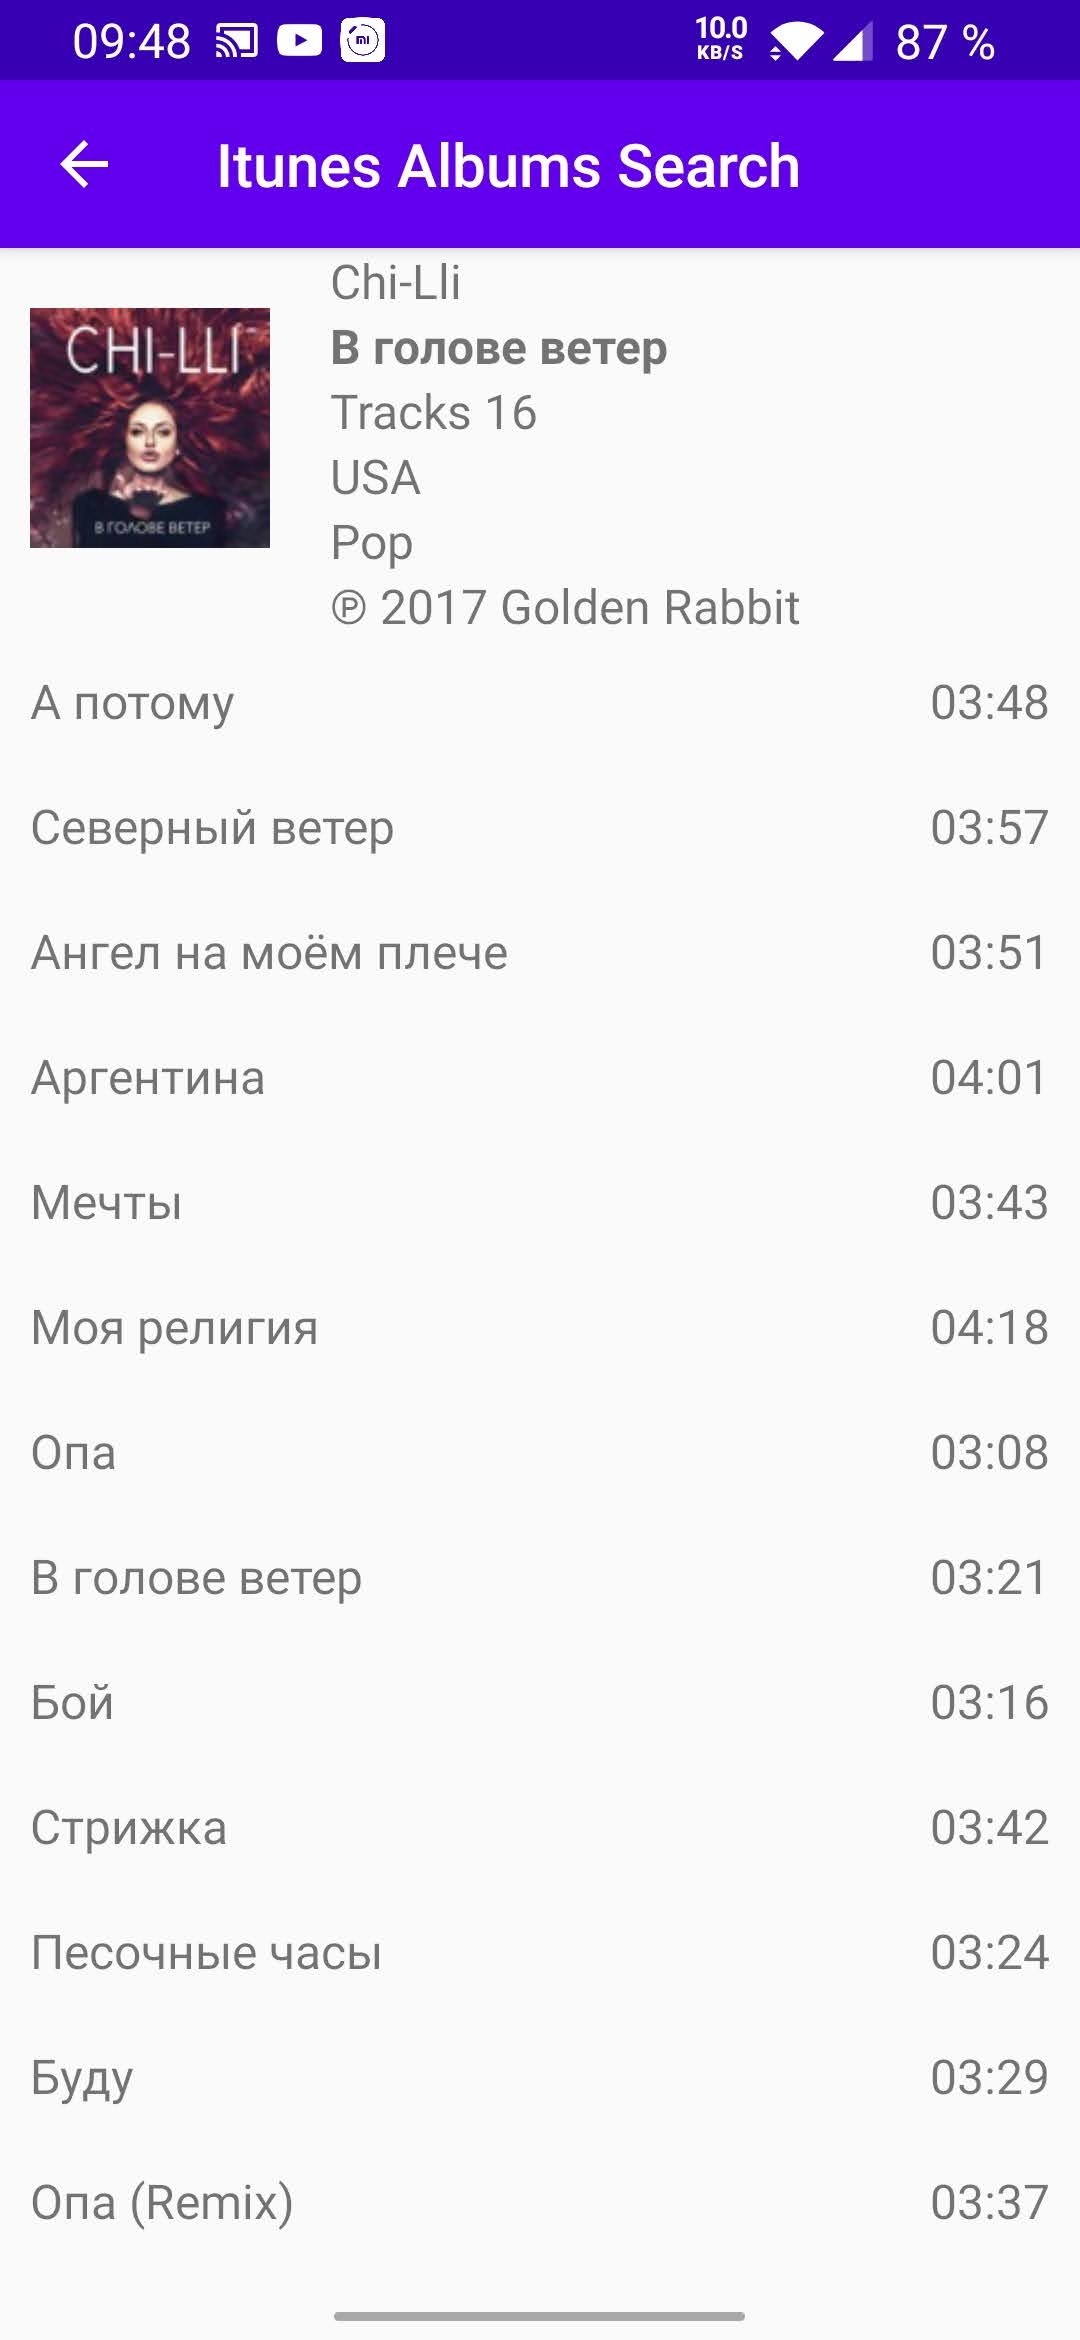 09:48 mi 10.0 KB/S 87 %
Itunes Albums Search
CHI-LLI
В ГОЛОВЕ ВЕТЕР
Chi-Lli
В голове ветер
Tracks 16
USA
Pop
℗ 2017 Golden Rabbit
А потому 03:48
Северный ветер 03:57
Ангел на моём плече 03:51
Аргентина 04:01
Мечты 03:43
Моя религия 04:18
Опа 03:08
В голове ветер 03:21
Бой 03:16
Стрижка 03:42
Песочные часы 03:24
Буду 03:29
Опа (Remix) 03:37